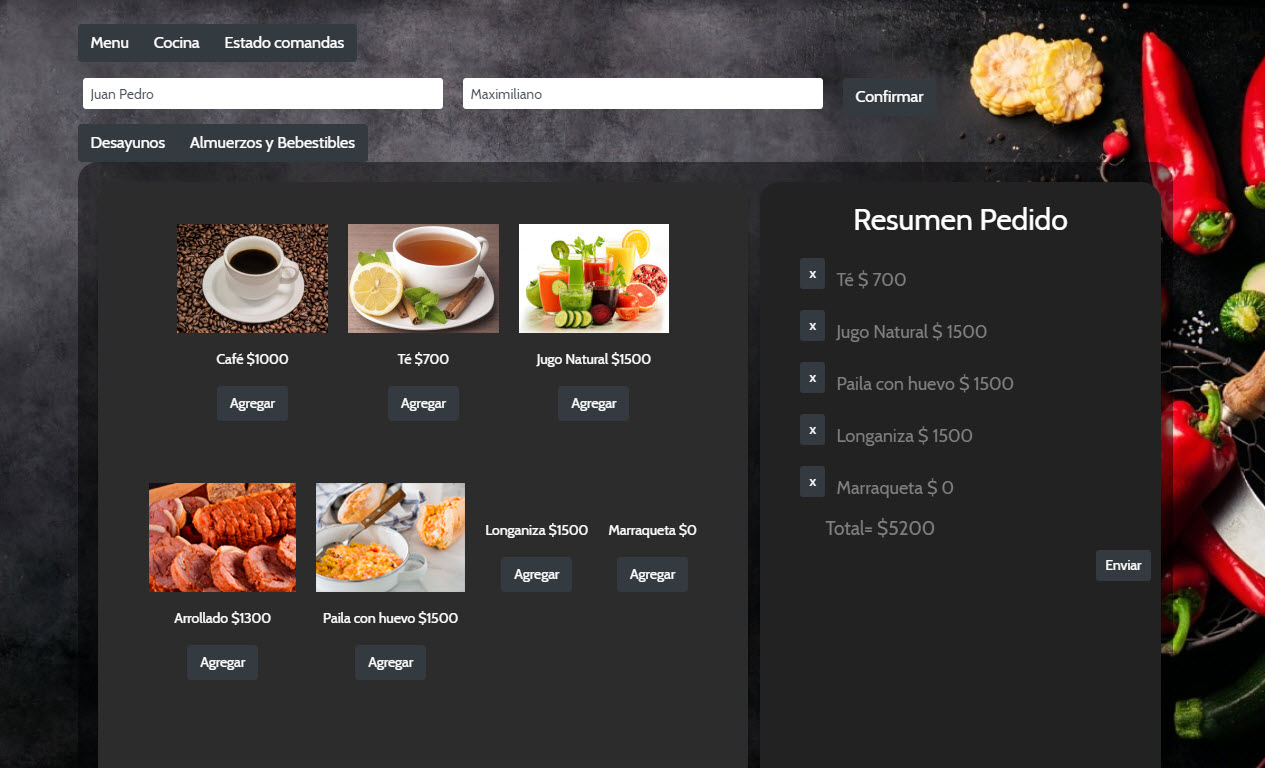 Menu Cocina Estado comandas
Juan Pedro Maximiliano Confirmar
Desayunos Almuerzos y Bebestibles
Café $1000 Té $700 Jugo Natural $1500
Agregar Agregar Agregar
Longaniza $1500 Marraqueta $0
Agregar Agregar
Arrollado $1300 Paila con huevo $1500
Agregar Agregar
Resumen Pedido
x Té $ 700
x Jugo Natural $ 1500
x Paila con huevo $ 1500
x Longaniza $ 1500
x Marraqueta $ 0
Total= $5200
Enviar